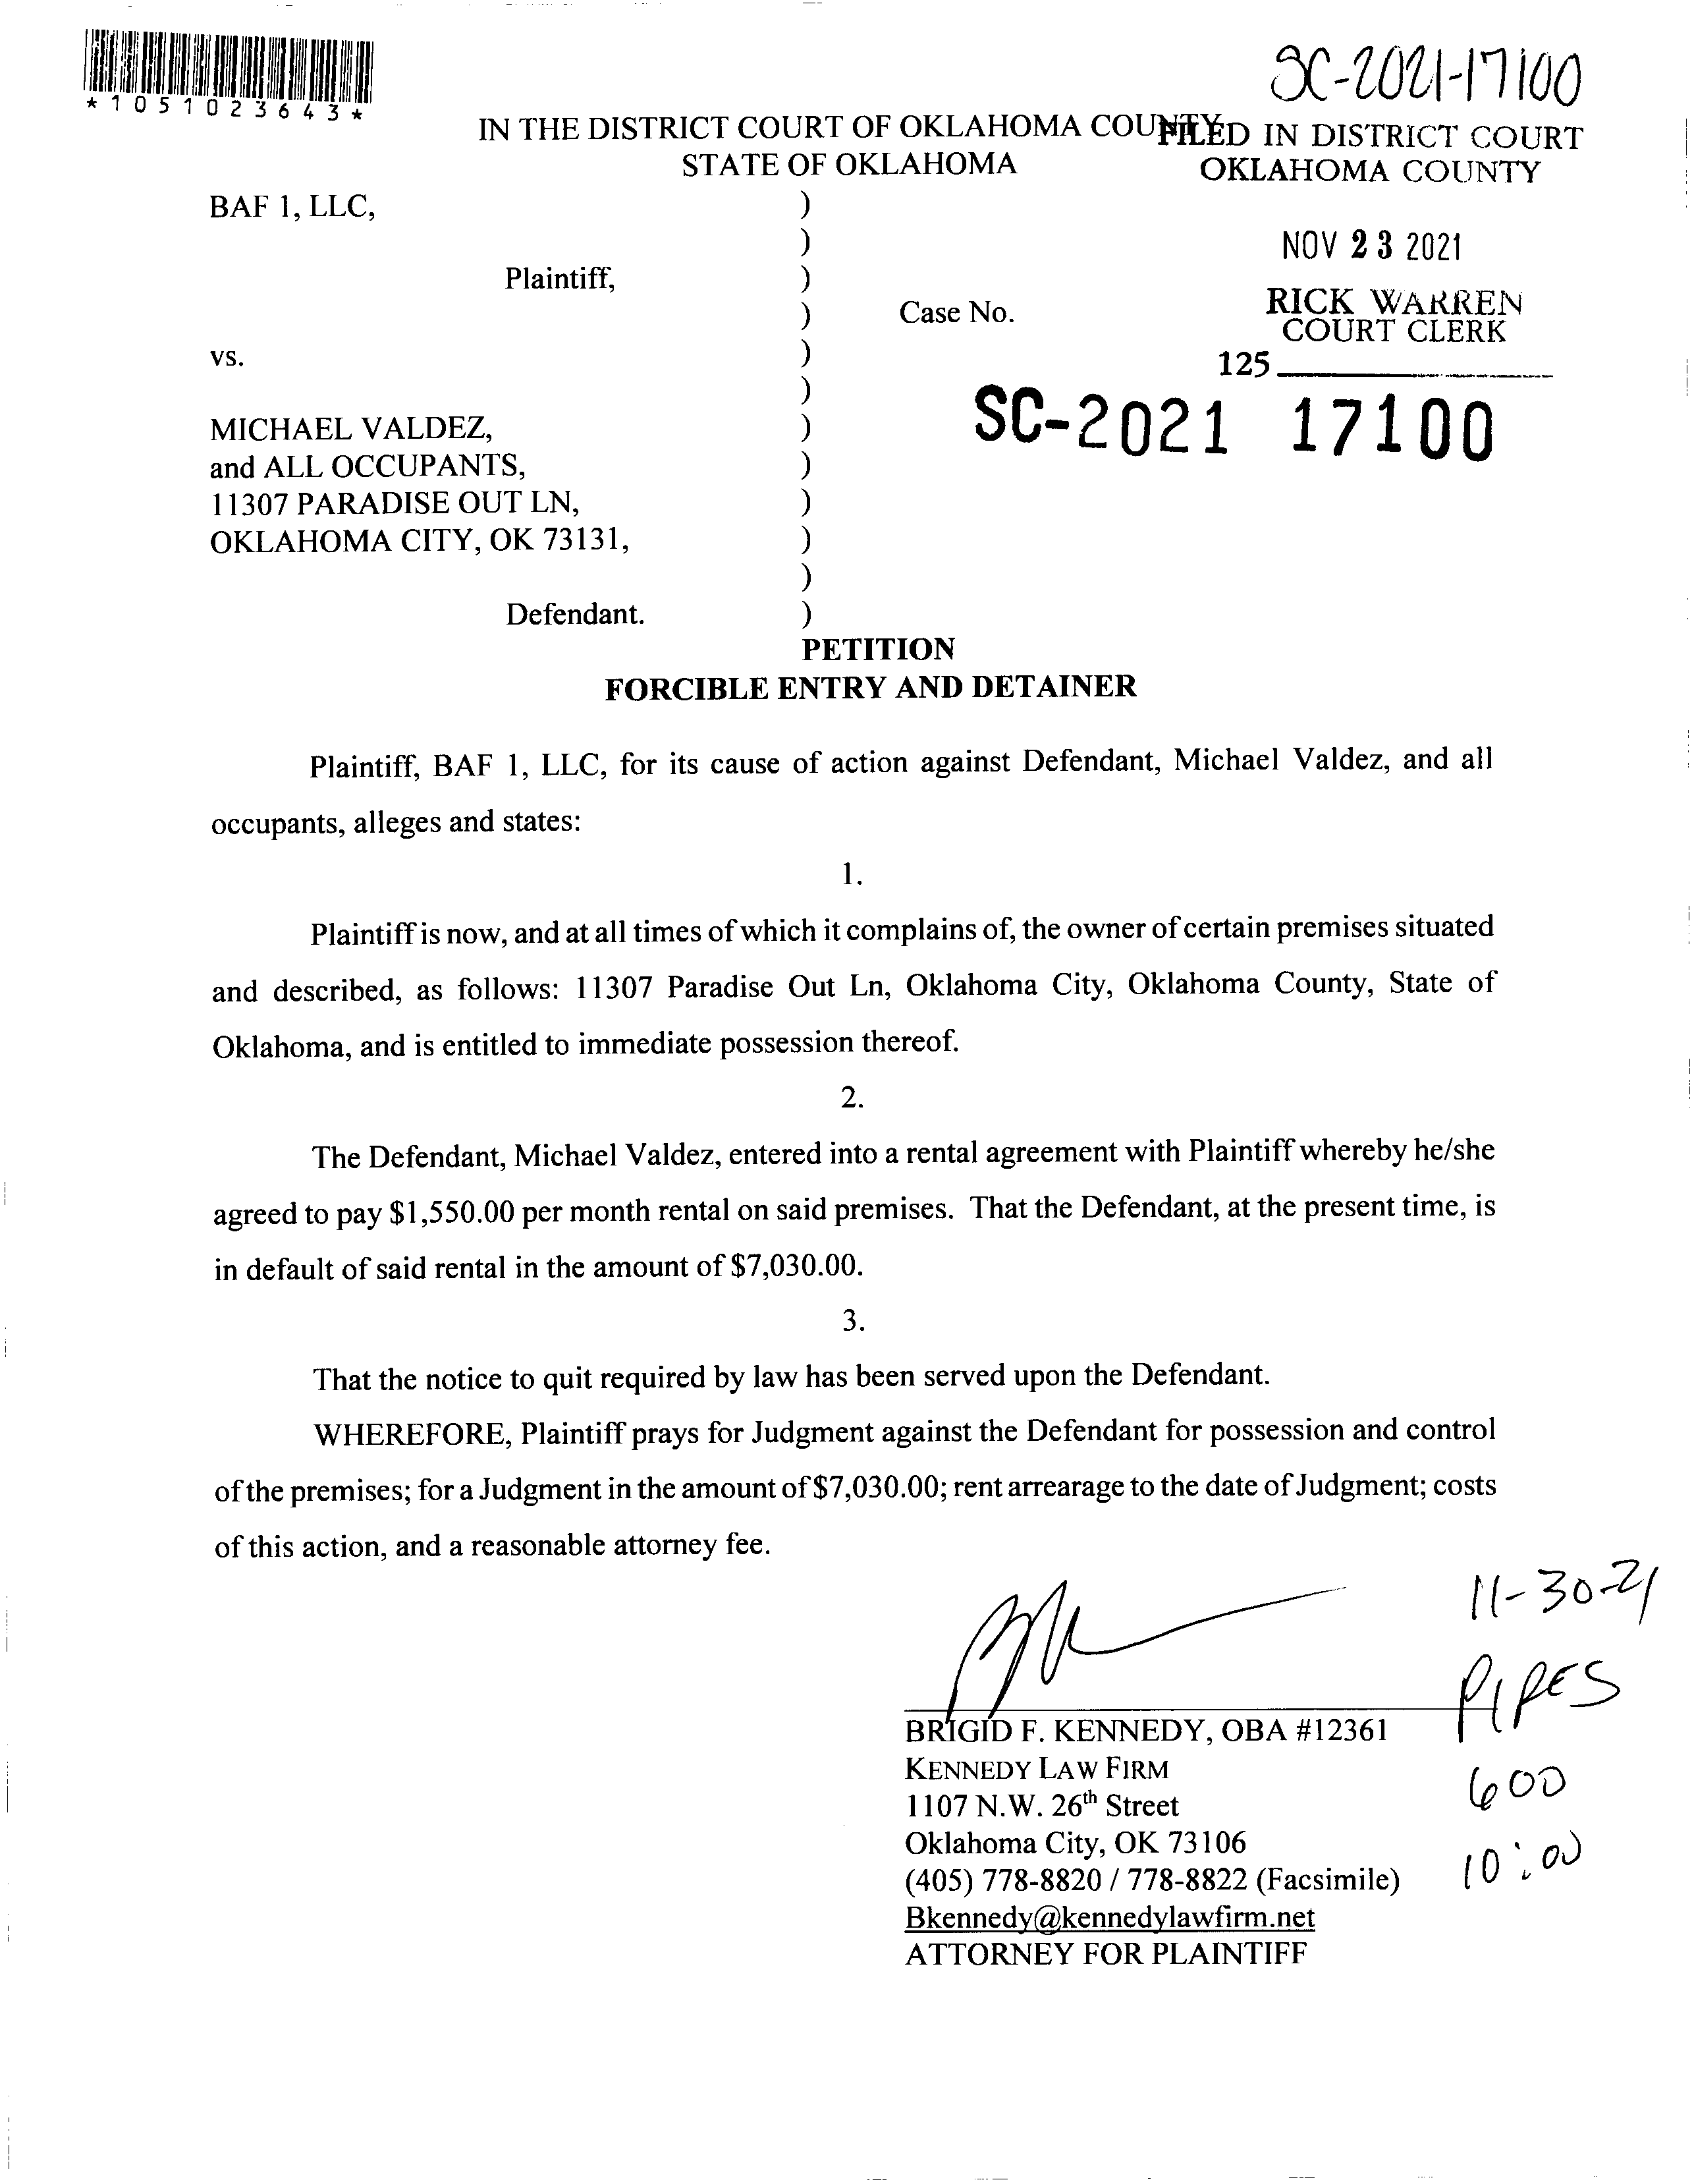 *1051023643*
SC-2021-17100
IN THE DISTRICT COURT OF OKLAHOMA COUNTY
STATE OF OKLAHOMA
FILED IN DISTRICT COURT
OKLAHOMA COUNTY
NOV 23 2021
RICK WARREN
COURT CLERK
125
BAF 1, LLC, )
)
Plaintiff, )
) Case No.
vs. )
)
SC-2021 17100
MICHAEL VALDEZ, )
and ALL OCCUPANTS, )
11307 PARADISE OUT LN, )
OKLAHOMA CITY, OK 73131, )
)
Defendant. )
PETITION
FORCIBLE ENTRY AND DETAINER
Plaintiff, BAF 1, LLC, for its cause of action against Defendant, Michael Valdez, and all
occupants, alleges and states:
1.
Plaintiff is now, and at all times of which it complains of, the owner of certain premises situated
and described, as follows: 11307 Paradise Out Ln, Oklahoma City, Oklahoma County, State of
Oklahoma, and is entitled to immediate possession thereof.
2.
The Defendant, Michael Valdez, entered into a rental agreement with Plaintiff whereby he/she
agreed to pay $1,550.00 per month rental on said premises. That the Defendant, at the present time, is
in default of said rental in the amount of $7,030.00.
3.
That the notice to quit required by law has been served upon the Defendant.
WHEREFORE, Plaintiff prays for Judgment against the Defendant for possession and control
of the premises; for a Judgment in the amount of $7,030.00; rent arrearage to the date of Judgment; costs
of this action, and a reasonable attorney fee.
BRIGID F. KENNEDY, OBA #12361
KENNEDY LAW FIRM
1107 N.W. 26th Street
Oklahoma City, OK 73106
(405) 778-8820 / 778-8822 (Facsimile)
Bkennedy@kennedylawfirm.net
ATTORNEY FOR PLAINTIFF
11-30-21
PIPES
600
10:00